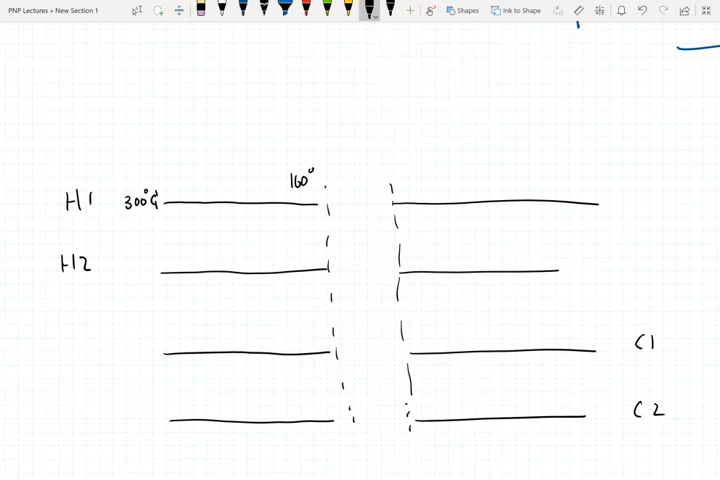 PNP Lectures » New Section 1
Shapes
Ink to Shape
160°
H1 300°C
H2
C1
C2